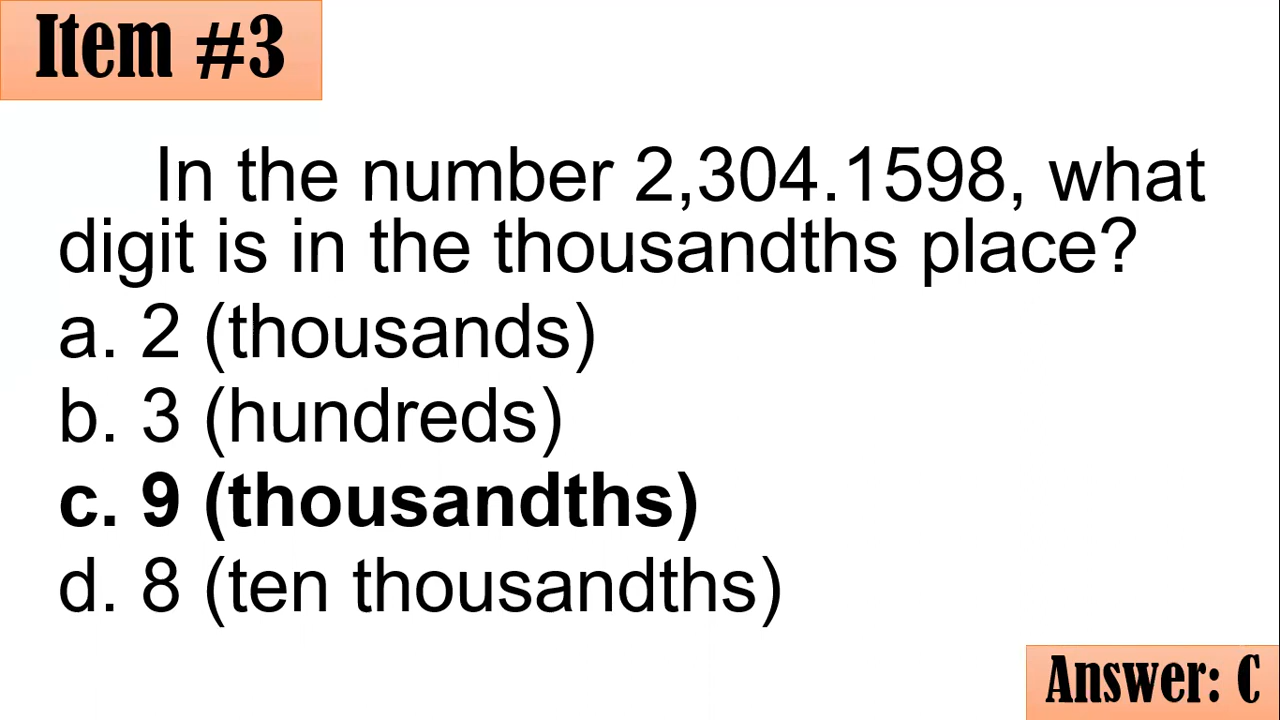 Item #3
In the number 2,304.1598, what
digit is in the thousandths place?
a. 2 (thousands)
b. 3 (hundreds)
c. 9 (thousandths)
d. 8 (ten thousandths)
Answer: C